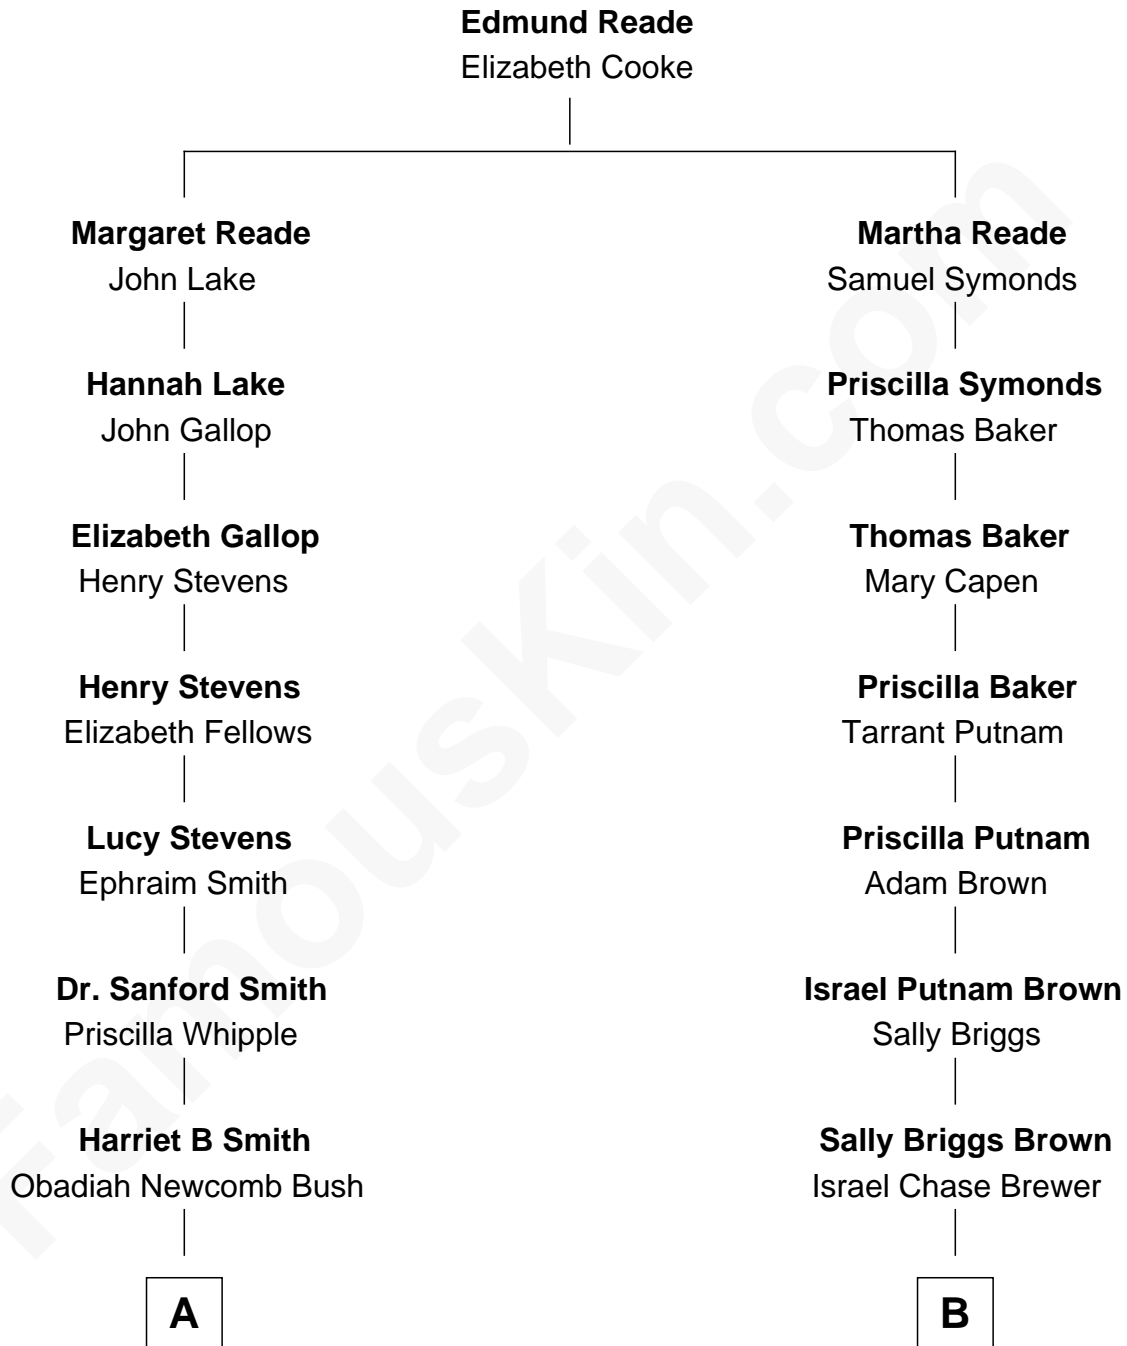 Edmund Reade
Elizabeth Cooke
Margaret Reade
John Lake
Martha Reade
Samuel Symonds
Hannah Lake
John Gallop
Priscilla Symonds
Thomas Baker
Elizabeth Gallop
Henry Stevens
Thomas Baker
Mary Capen
Henry Stevens
Elizabeth Fellows
Priscilla Baker
Tarrant Putnam
Lucy Stevens
Ephraim Smith
Priscilla Putnam
Adam Brown
Dr. Sanford Smith
Priscilla Whipple
Israel Putnam Brown
Sally Briggs
Harriet B Smith
Obadiah Newcomb Bush
Sally Briggs Brown
Israel Chase Brewer
A
B
FamousKin.com